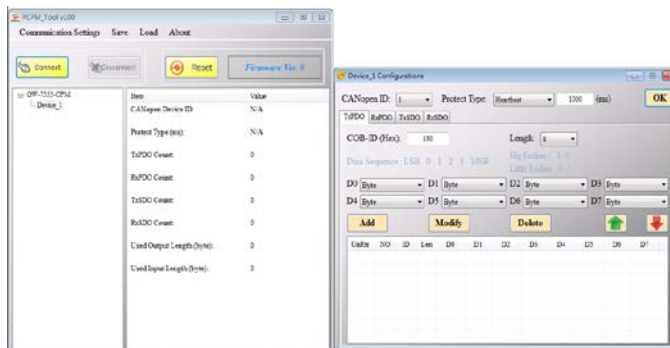 PCPM_Tool v100
Communication Settings Save Load About
Connect Disconnect Reset Firmware Ver. 0
GW-7553-CPM
Device_1
Item Value
CANopen Device ID: N/A
Protect Type (ms): N/A
TxPDO Count: 0
RxPDO Count: 0
TxSDO Count: 0
RxSDO Count: 0
Used Output Length (byte): 0
Used Input Length (byte): 0
Device_1 Configurations
CANopen ID: 1 Protect Type: Heartbeat 1500 (ms) OK
TxPDO RxPDO TxSDO RxSDO
COB-ID (Hex): 180 Length: 1
Data Sequence: LSB 0 1 2 3 MSB
Big Endian: 1 0
Little Endian: 0 1
D0 Byte D1 Byte D2 Byte D3 Byte
D4 Byte D5 Byte D6 Byte D7 Byte
Add Modify Delete
NO ID Len D0 D1 D2 D3 D4 D5 D6 D7